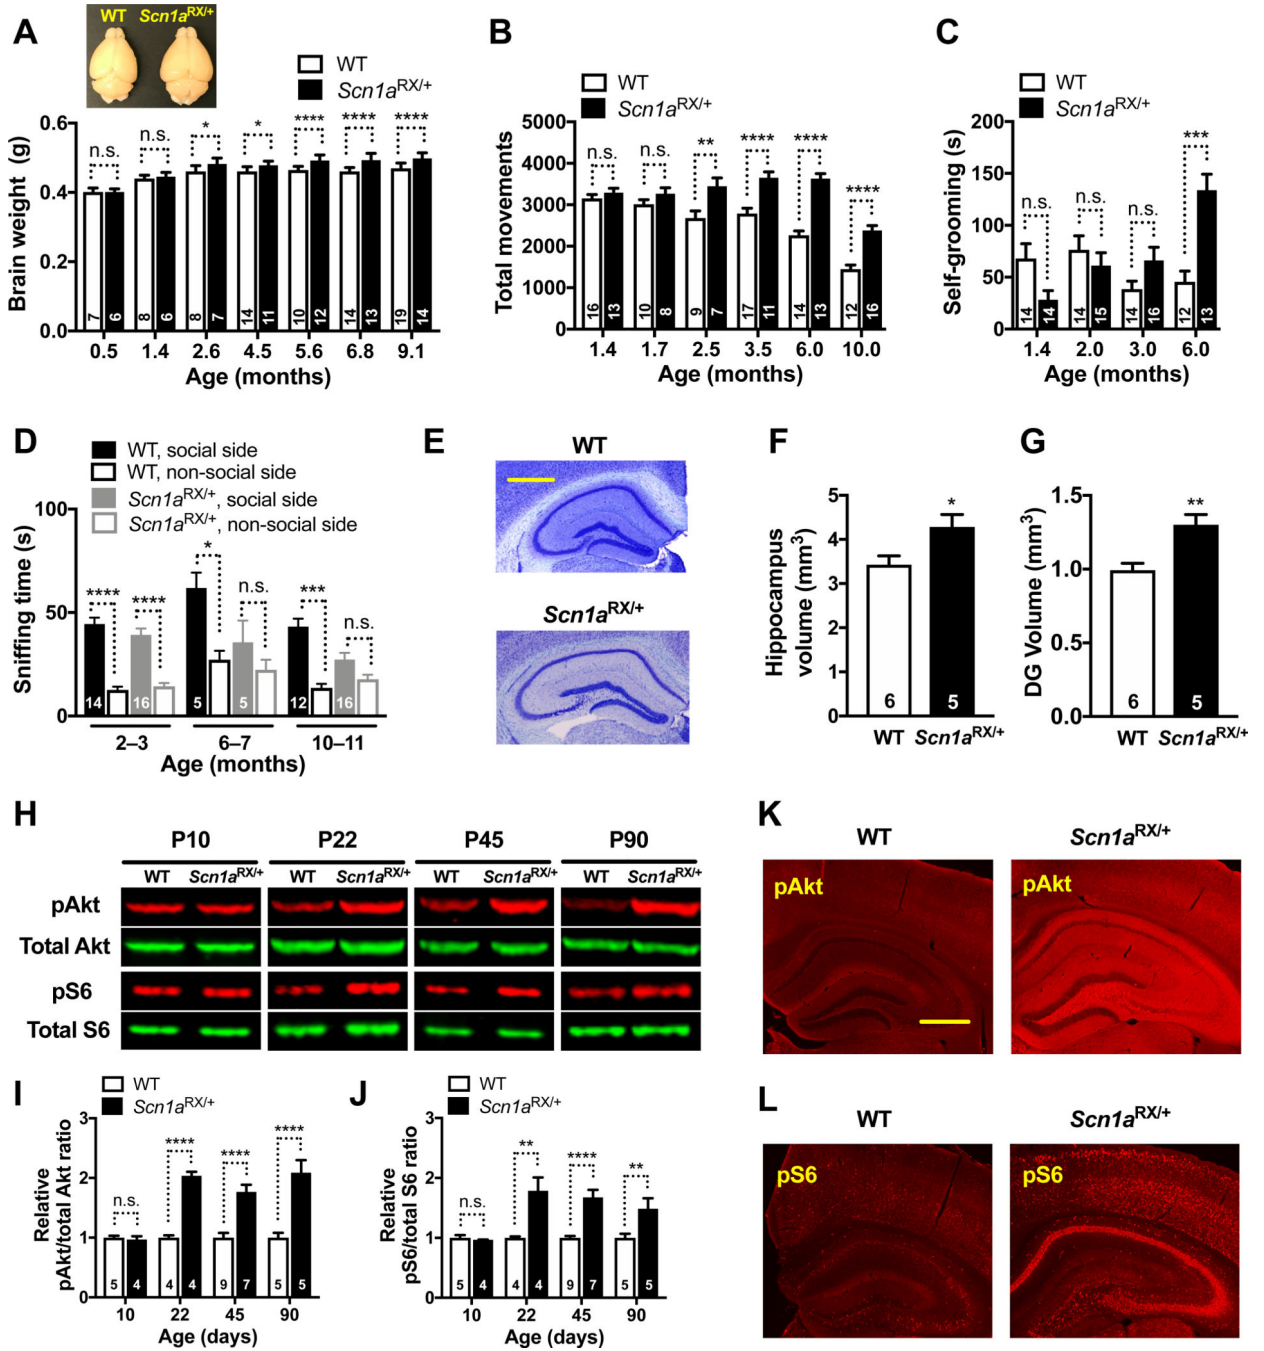 A
WT Scn1aRX/+
WT
Scn1aRX/+
Brain weight (g)
0.6
0.4
0.2
0.0
n.s. n.s. * * **** **** ****
7 6 8 6 8 7 14 11 10 12 14 13 19 14
0.5 1.4 2.6 4.5 5.6 6.8 9.1
Age (months)
B
WT
Scn1aRX/+
Total movements
5000
4000
3000
2000
1000
0
n.s. n.s. ** **** **** ****
16 13 10 8 9 7 17 11 14 13 12 16
1.4 1.7 2.5 3.5 6.0 10.0
Age (months)
C
WT
Scn1aRX/+
Self-grooming (s)
200
150
100
50
0
n.s. n.s. n.s. ***
14 14 14 15 14 16 12 13
1.4 2.0 3.0 6.0
Age (months)
D
WT, social side
WT, non-social side
Scn1aRX/+, social side
Scn1aRX/+, non-social side
Sniffing time (s)
100
50
0
**** **** * n.s. *** n.s.
14 16 5 5 12 16
2–3 6–7 10–11
Age (months)
E
WT
Scn1aRX/+
F
Hippocampus
volume (mm3)
5
4
3
2
1
0
*
6 5
WT Scn1aRX/+
G
DG Volume (mm3)
1.5
1.0
0.5
0.0
**
6 5
WT Scn1aRX/+
H
P10 P22 P45 P90
WT Scn1aRX/+ WT Scn1aRX/+ WT Scn1aRX/+ WT Scn1aRX/+
pAkt
Total Akt
pS6
Total S6
I
WT
Scn1aRX/+
Relative
pAkt/total Akt ratio
3
2
1
0
n.s. **** **** ****
5 4 4 4 9 7 5 5
10 22 45 90
Age (days)
J
WT
Scn1aRX/+
Relative
pS6/total S6 ratio
3
2
1
0
n.s. ** **** **
5 4 4 4 9 7 5 5
10 22 45 90
Age (days)
K
WT Scn1aRX/+
pAkt pAkt
L
WT Scn1aRX/+
pS6 pS6